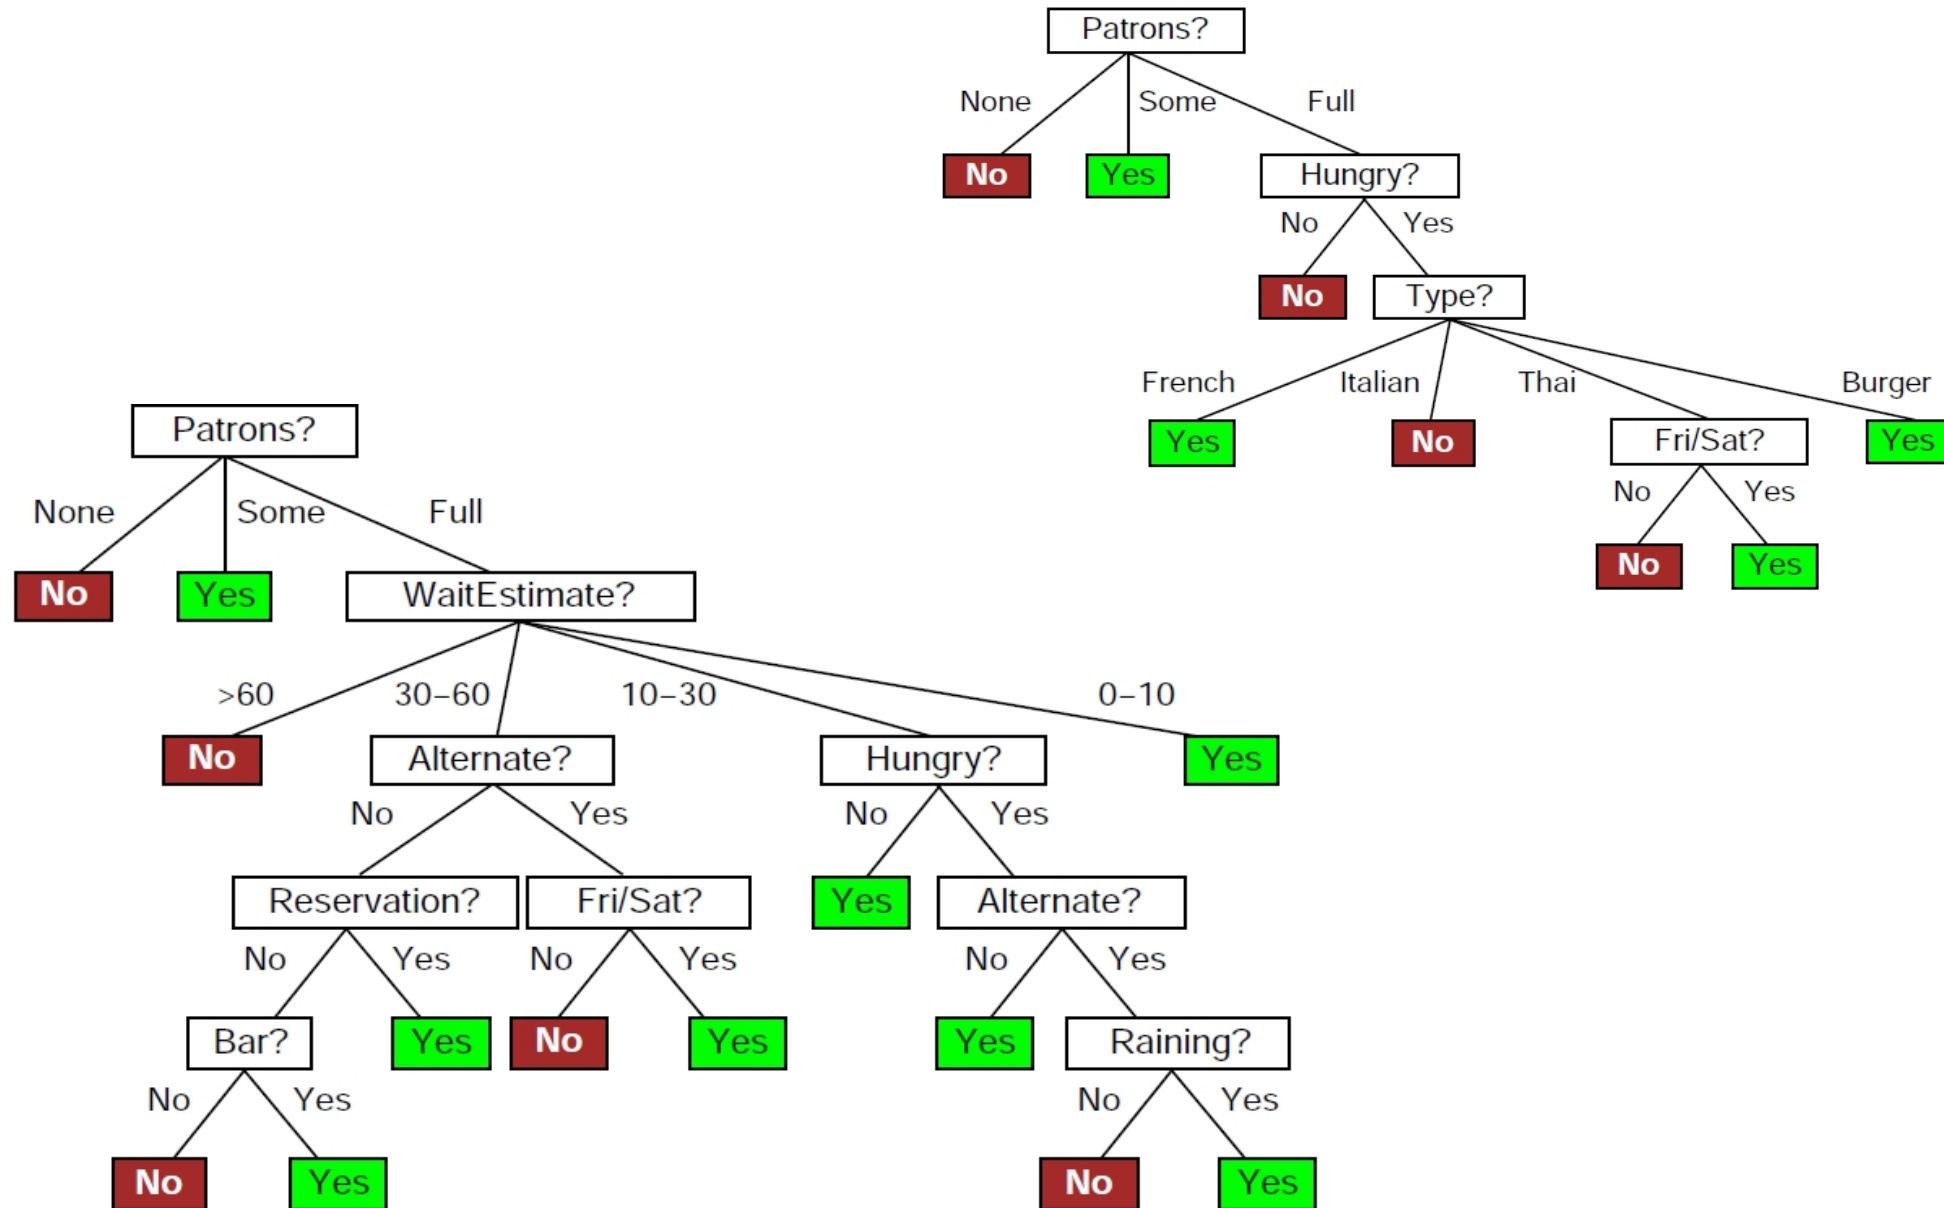 Patrons?
None Some Full
No Yes Hungry?
No Yes
No Type?
French Italian Thai Burger
Yes No Fri/Sat? Yes
No Yes
No Yes
Patrons?
None Some Full
No Yes WaitEstimate?
>60 30–60 10–30 0–10
No Alternate? Hungry? Yes
No Yes No Yes
Reservation? Fri/Sat? Yes Alternate?
No Yes No Yes No Yes
Bar? Yes No Yes Yes Raining?
No Yes No Yes
No Yes No Yes